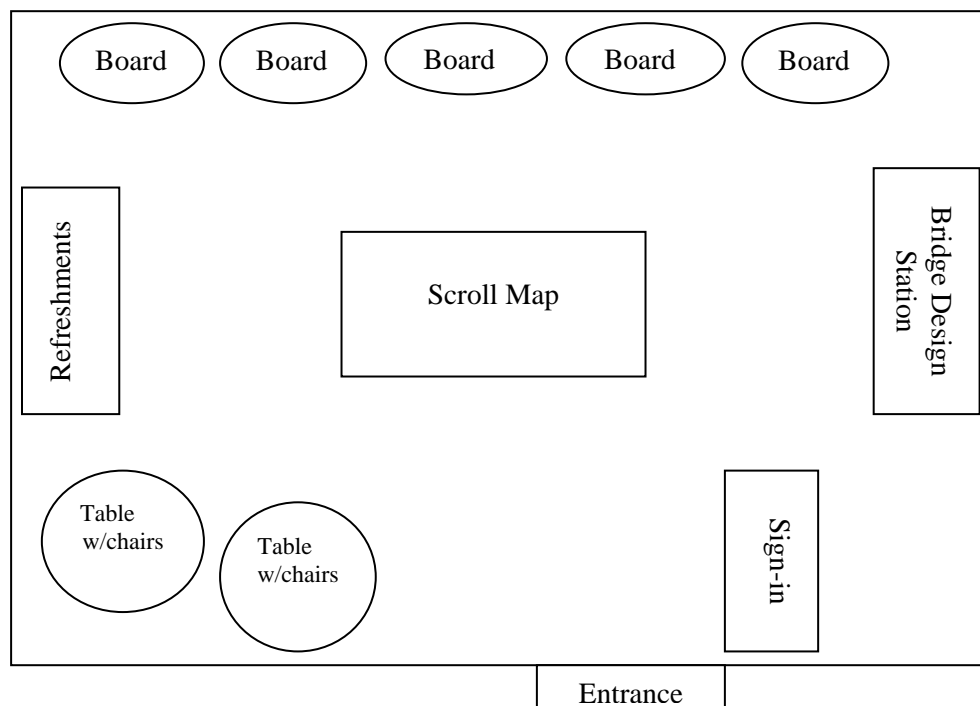 Board
Board
Board
Board
Board
Refreshments
Scroll Map
Bridge Design
Station
Table
w/chairs
Table
w/chairs
Sign-in
Entrance